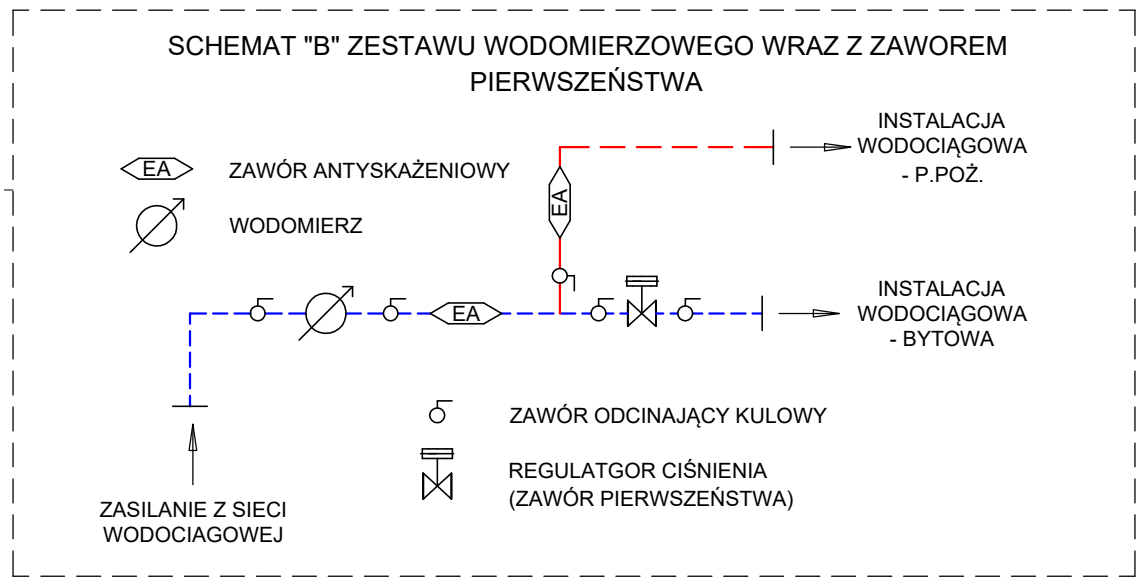 SCHEMAT "B" ZESTAWU WODOMIERZOWEGO WRAZ Z ZAWOREM
PIERWSZEŃSTWA
EA
ZAWÓR ANTYSKAŻENIOWY
WODOMIERZ
EA
INSTALACJA
WODOCIĄGOWA
- P.POŻ.
EA
INSTALACJA
WODOCIĄGOWA
- BYTOWA
ZAWÓR ODCINAJĄCY KULOWY
REGULATGOR CIŚNIENIA
(ZAWÓR PIERWSZEŃSTWA)
ZASILANIE Z SIECI
WODOCIAGOWEJ